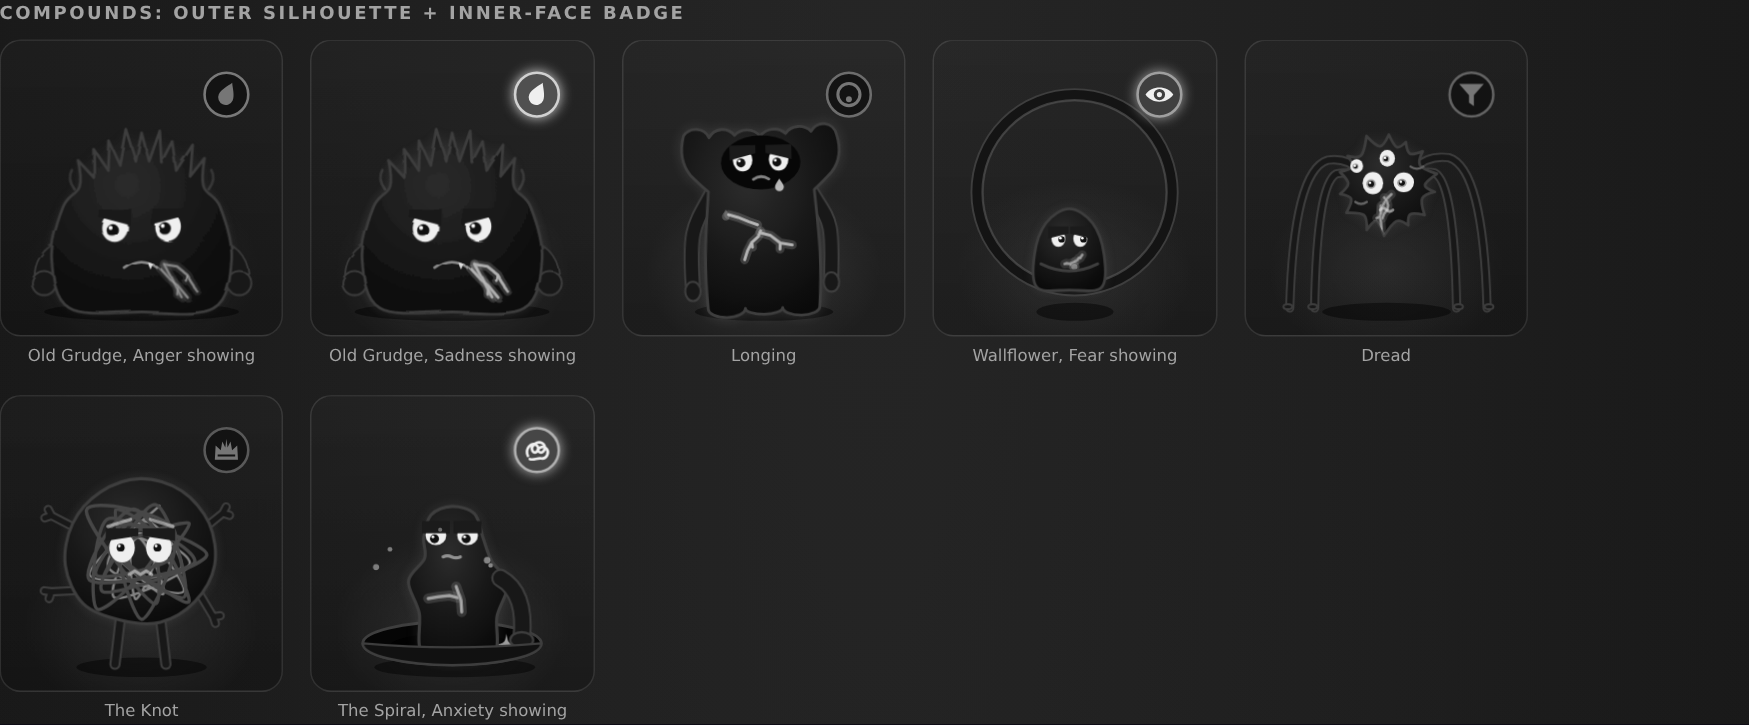 COMPOUNDS: OUTER SILHOUETTE + INNER-FACE BADGE
Old Grudge, Anger showing
Old Grudge, Sadness showing
Longing
Wallflower, Fear showing
Dread
The Knot
The Spiral, Anxiety showing